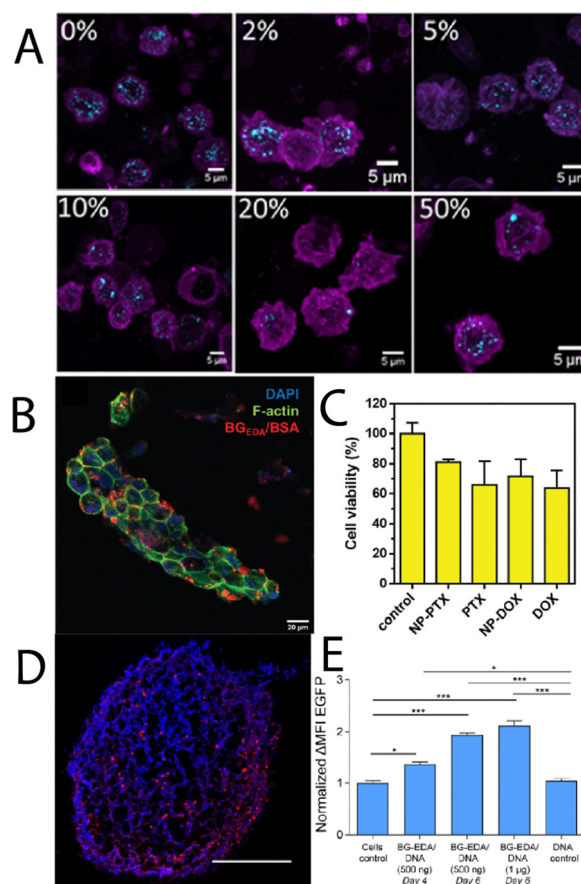 A
0%
2%
5%
5 µm
5 µm
5 µm
10%
20%
50%
5 µm
5 µm
5 µm
B
DAPI
F-actin
BGEDA/BSA
20 µm
C
Cell viability (%)
120
100
80
60
40
20
0
control
NP-PTX
PTX
NP-DOX
DOX
D
E
Normalized ΔMFI EGFP
3
2
1
0
*
***
***
***
***
*
Cells control
BG-EDA/ DNA (500 ng) Day 4
BG-EDA/ DNA (500 ng) Day 6
BG-EDA/ DNA (1 µg) Day 6
DNA control